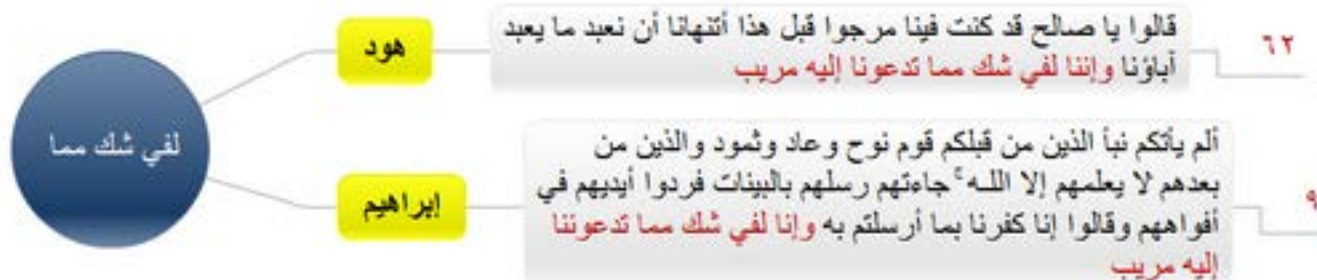 لفي شك مما
هود
قالوا يا صالح قد كنت فينا مرجوا قبل هذا أتنهانا أن نعبد ما يعبد
أباؤنا وإننا لفي شك مما تدعونا إليه مريب
٦٢
إبراهيم
ألم يأتكم نبأ الذين من قبلكم قوم نوح وعاد وثمود والذين من
بعدهم لا يعلمهم إلا اللـه ۚ جاءتهم رسلهم بالبينات فردوا أيديهم في
أفواههم وقالوا إنا كفرنا بما أرسلتم به وإنا لفي شك مما تدعوننا
إليه مريب
٩